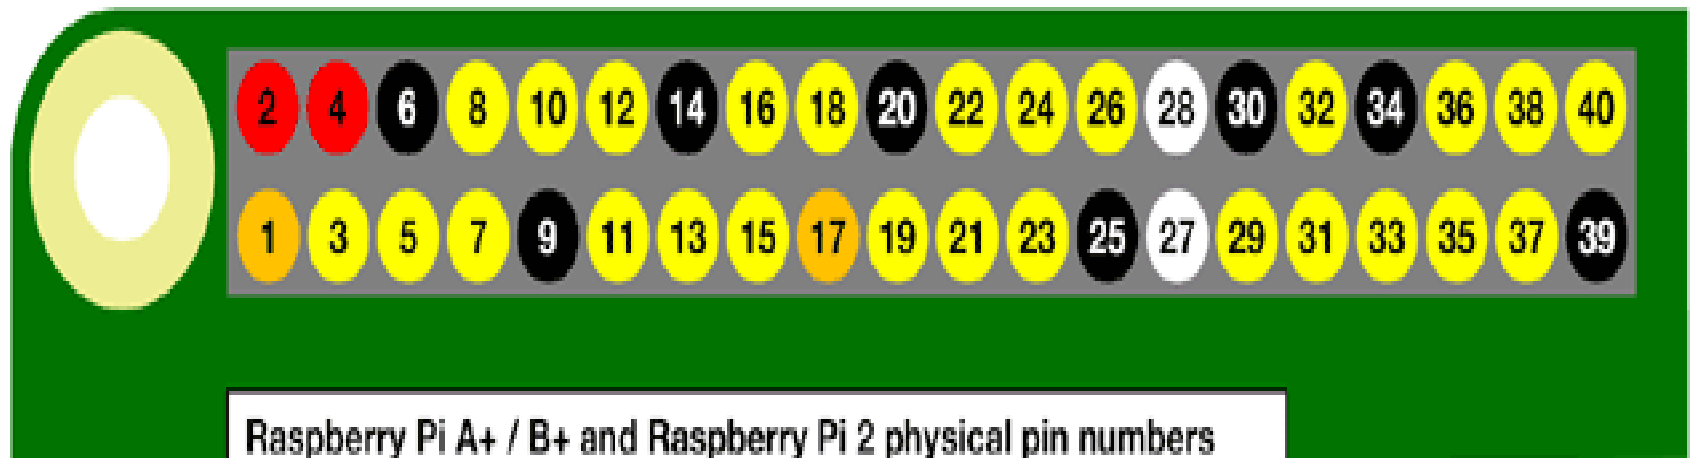 2 4 6 8 10 12 14 16 18 20 22 24 26 28 30 32 34 36 38 40
1 3 5 7 9 11 13 15 17 19 21 23 25 27 29 31 33 35 37 39
Raspberry Pi A+ / B+ and Raspberry Pi 2 physical pin numbers